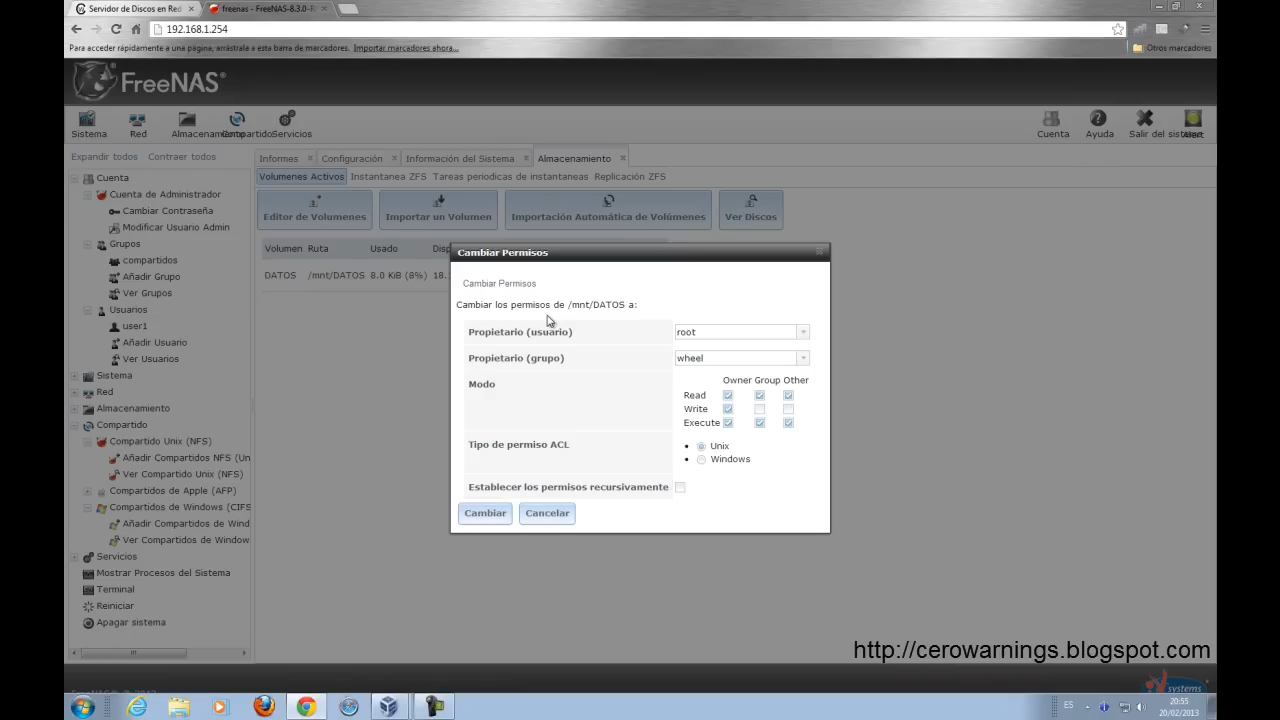 Servidor de Discos en Red
freenas - FreeNAS-8.3.0-R
192.168.1.254
Para acceder rápidamente a una página, arrástrala a esta barra de marcadores. Importar marcadores ahora...
Otros marcadores
FreeNAS®
Sistema
Red
Almacenamiento
Compartido
Servicios
Cuenta
Ayuda
Salir del sistema
Alert
Expandir todos
Contraer todos
Informes
Configuración
Información del Sistema
Almacenamiento
Volumenes Activos
Instantanea ZFS
Tareas periodicas de instantaneas
Replicación ZFS
Editor de Volumenes
Importar un Volumen
Importación Automática de Volúmenes
Ver Discos
Volumen Ruta Usado Disp
DATOS /mnt/DATOS 8.0 KiB (8%) 18.
Cuenta
Cuenta de Administrador
Cambiar Contraseña
Modificar Usuario Admin
Grupos
compartidos
Añadir Grupo
Ver Grupos
Usuarios
user1
Añadir Usuario
Ver Usuarios
Sistema
Red
Almacenamiento
Compartido
Compartido Unix (NFS)
Añadir Compartidos NFS (Un
Ver Compartido Unix (NFS)
Compartidos de Apple (AFP)
Compartidos de Windows (CIFS
Añadir Compartidos de Wind
Ver Compartidos de Window
Servicios
Mostrar Procesos del Sistema
Terminal
Reiniciar
Apagar sistema
Cambiar Permisos
Cambiar Permisos
Cambiar los permisos de /mnt/DATOS a:
Propietario (usuario) root
Propietario (grupo) wheel
Modo
Owner Group Other
Read
Write
Execute
Tipo de permiso ACL
Unix
Windows
Establecer los permisos recursivamente
Cambiar
Cancelar
http://cerowarnings.blogspot.com
systems
ES
20:55
20/02/2013